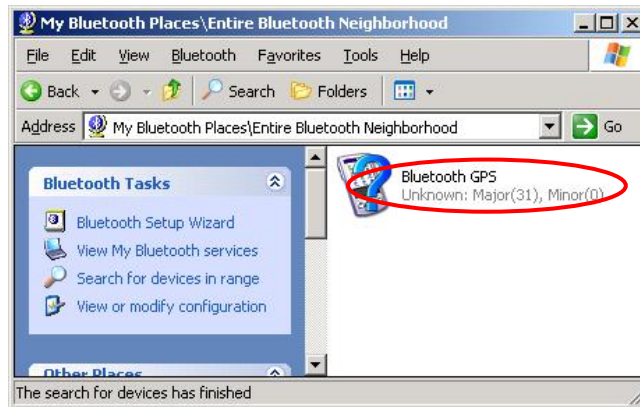 My Bluetooth Places\Entire Bluetooth Neighborhood
File Edit View Bluetooth Favorites Tools Help
Back Search Folders
Address My Bluetooth Places\Entire Bluetooth Neighborhood Go
Bluetooth Tasks
Bluetooth Setup Wizard
View My Bluetooth services
Search for devices in range
View or modify configuration
Other Places
Bluetooth GPS
Unknown: Major(31), Minor(0)
The search for devices has finished